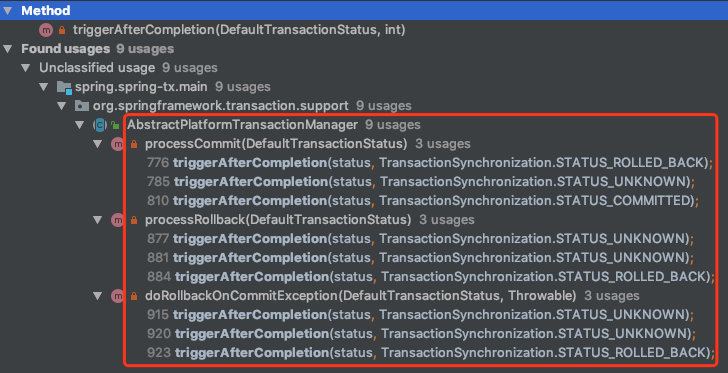 Method
m triggerAfterCompletion(DefaultTransactionStatus, int)
Found usages 9 usages
Unclassified usage 9 usages
spring.spring-tx.main 9 usages
org.springframework.transaction.support 9 usages
C AbstractPlatformTransactionManager 9 usages
m processCommit(DefaultTransactionStatus) 3 usages
776 triggerAfterCompletion(status, TransactionSynchronization.STATUS_ROLLED_BACK);
785 triggerAfterCompletion(status, TransactionSynchronization.STATUS_UNKNOWN);
810 triggerAfterCompletion(status, TransactionSynchronization.STATUS_COMMITTED);
m processRollback(DefaultTransactionStatus) 3 usages
877 triggerAfterCompletion(status, TransactionSynchronization.STATUS_UNKNOWN);
881 triggerAfterCompletion(status, TransactionSynchronization.STATUS_UNKNOWN);
884 triggerAfterCompletion(status, TransactionSynchronization.STATUS_ROLLED_BACK);
m doRollbackOnCommitException(DefaultTransactionStatus, Throwable) 3 usages
915 triggerAfterCompletion(status, TransactionSynchronization.STATUS_UNKNOWN);
920 triggerAfterCompletion(status, TransactionSynchronization.STATUS_UNKNOWN);
923 triggerAfterCompletion(status, TransactionSynchronization.STATUS_ROLLED_BACK);